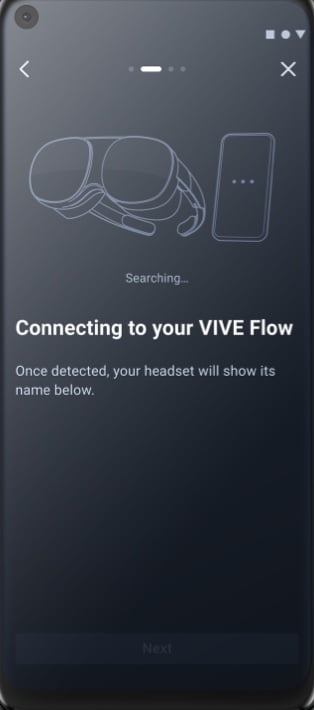 Searching...
Connecting to your VIVE Flow
Once detected, your headset will show its
name below.
Next